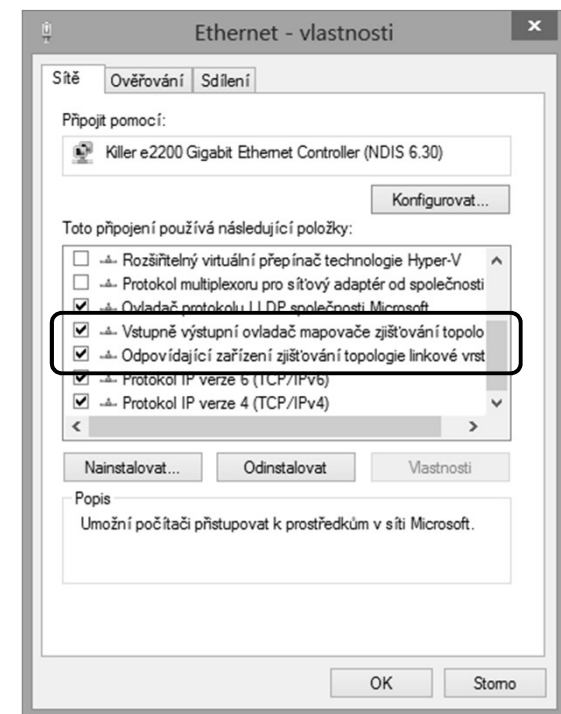 Ethernet - vlastnosti
Sítě Ověřování Sdílení
Připojit pomocí:
Killer e2200 Gigabit Ethernet Controller (NDIS 6.30)
Konfigurovat...
Toto připojení používá následující položky:
Rozšiřitelný virtuální přepínač technologie Hyper-V
Protokol multiplexoru pro síťový adaptér od společnosti
Ovladač protokolu LLDP společnosti Microsoft
Vstupně výstupní ovladač mapovače zjišťování topolo
Odpovídající zařízení zjišťování topologie linkové vrst
Protokol IP verze 6 (TCP/IPv6)
Protokol IP verze 4 (TCP/IPv4)
Nainstalovat... Odinstalovat Vlastnosti
Popis
Umožní počítači přistupovat k prostředkům v síti Microsoft.
OK Storno